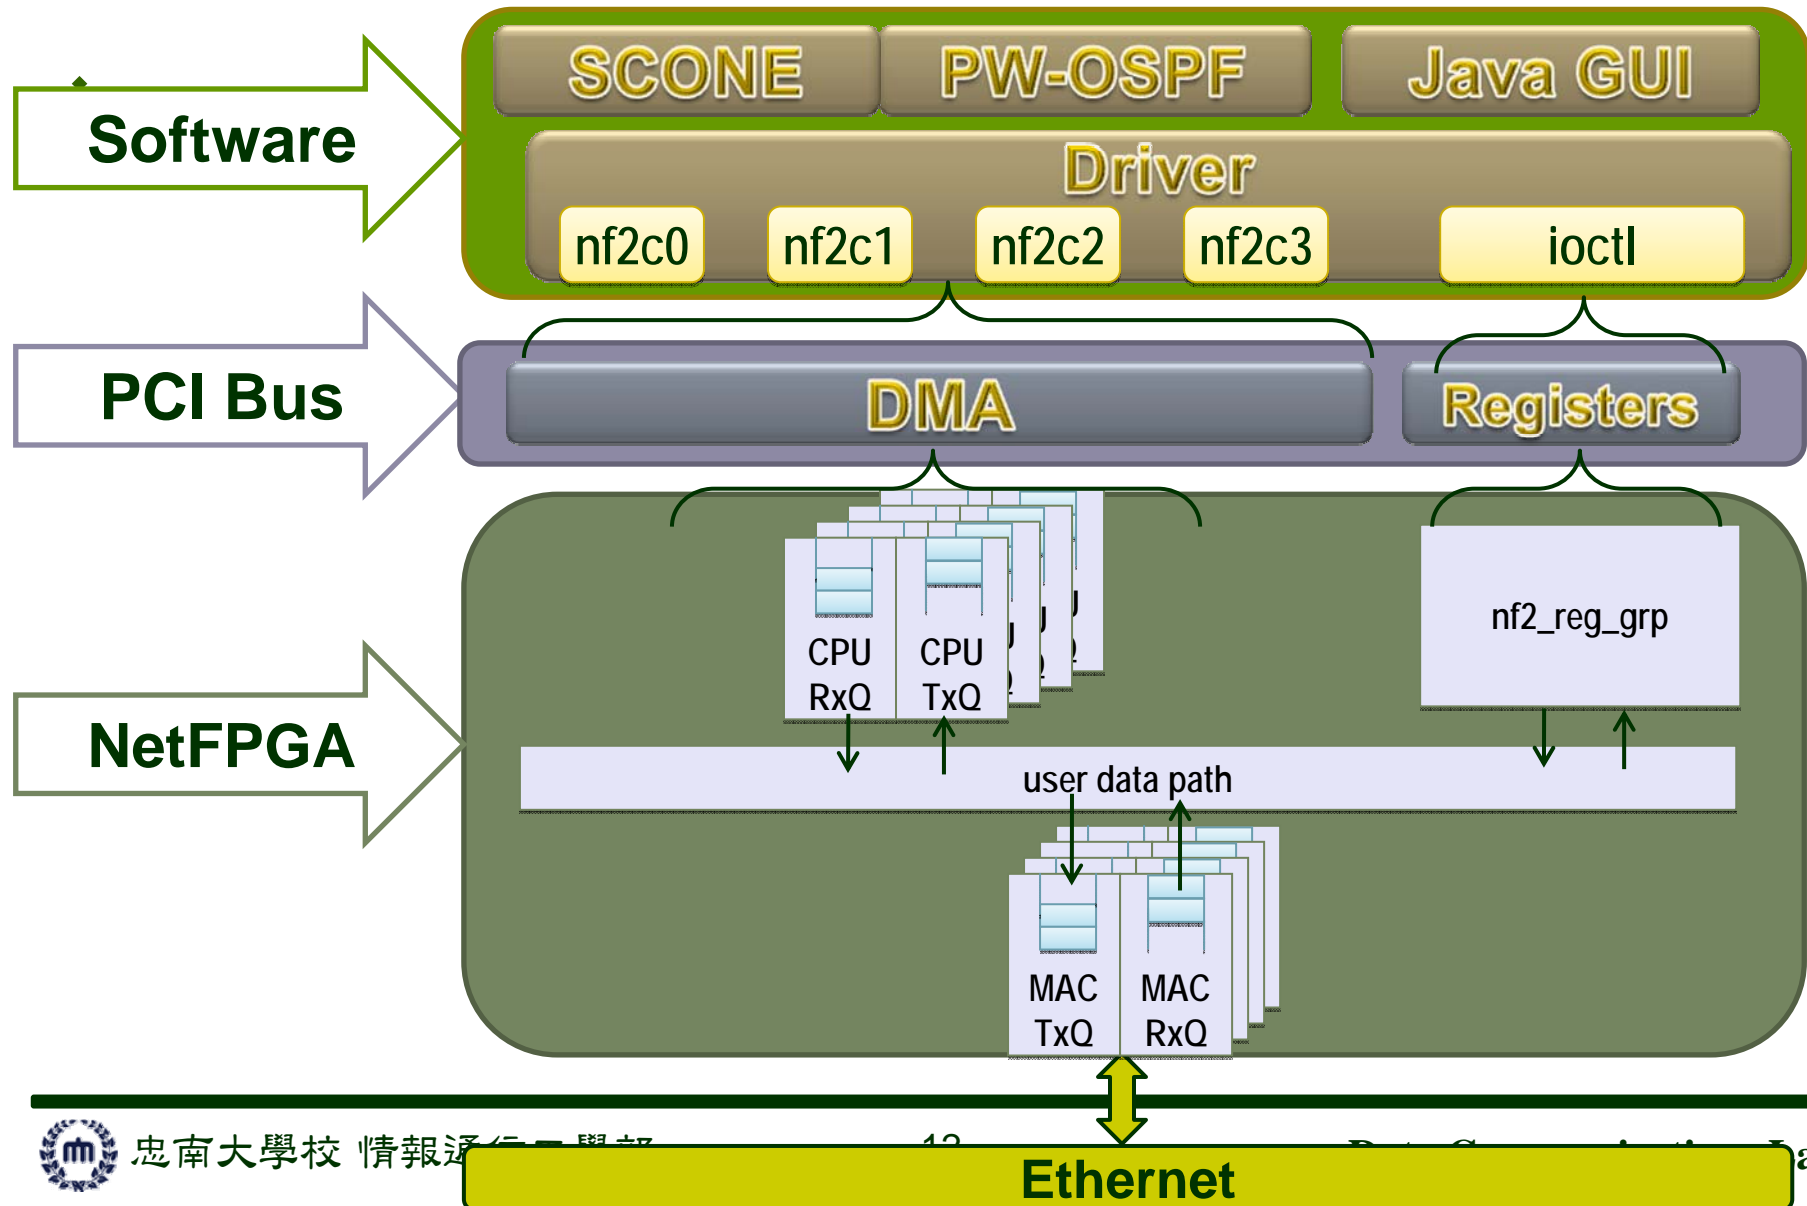 SCONE PW-OSPF Java GUI
Software
Driver
nf2c0 nf2c1 nf2c2 nf2c3 ioctl
PCI Bus
DMA
Registers
CPU RxQ
CPU TxQ
nf2_reg_grp
NetFPGA
user data path
MAC TxQ
MAC RxQ
忠南大學校 情報
Ethernet